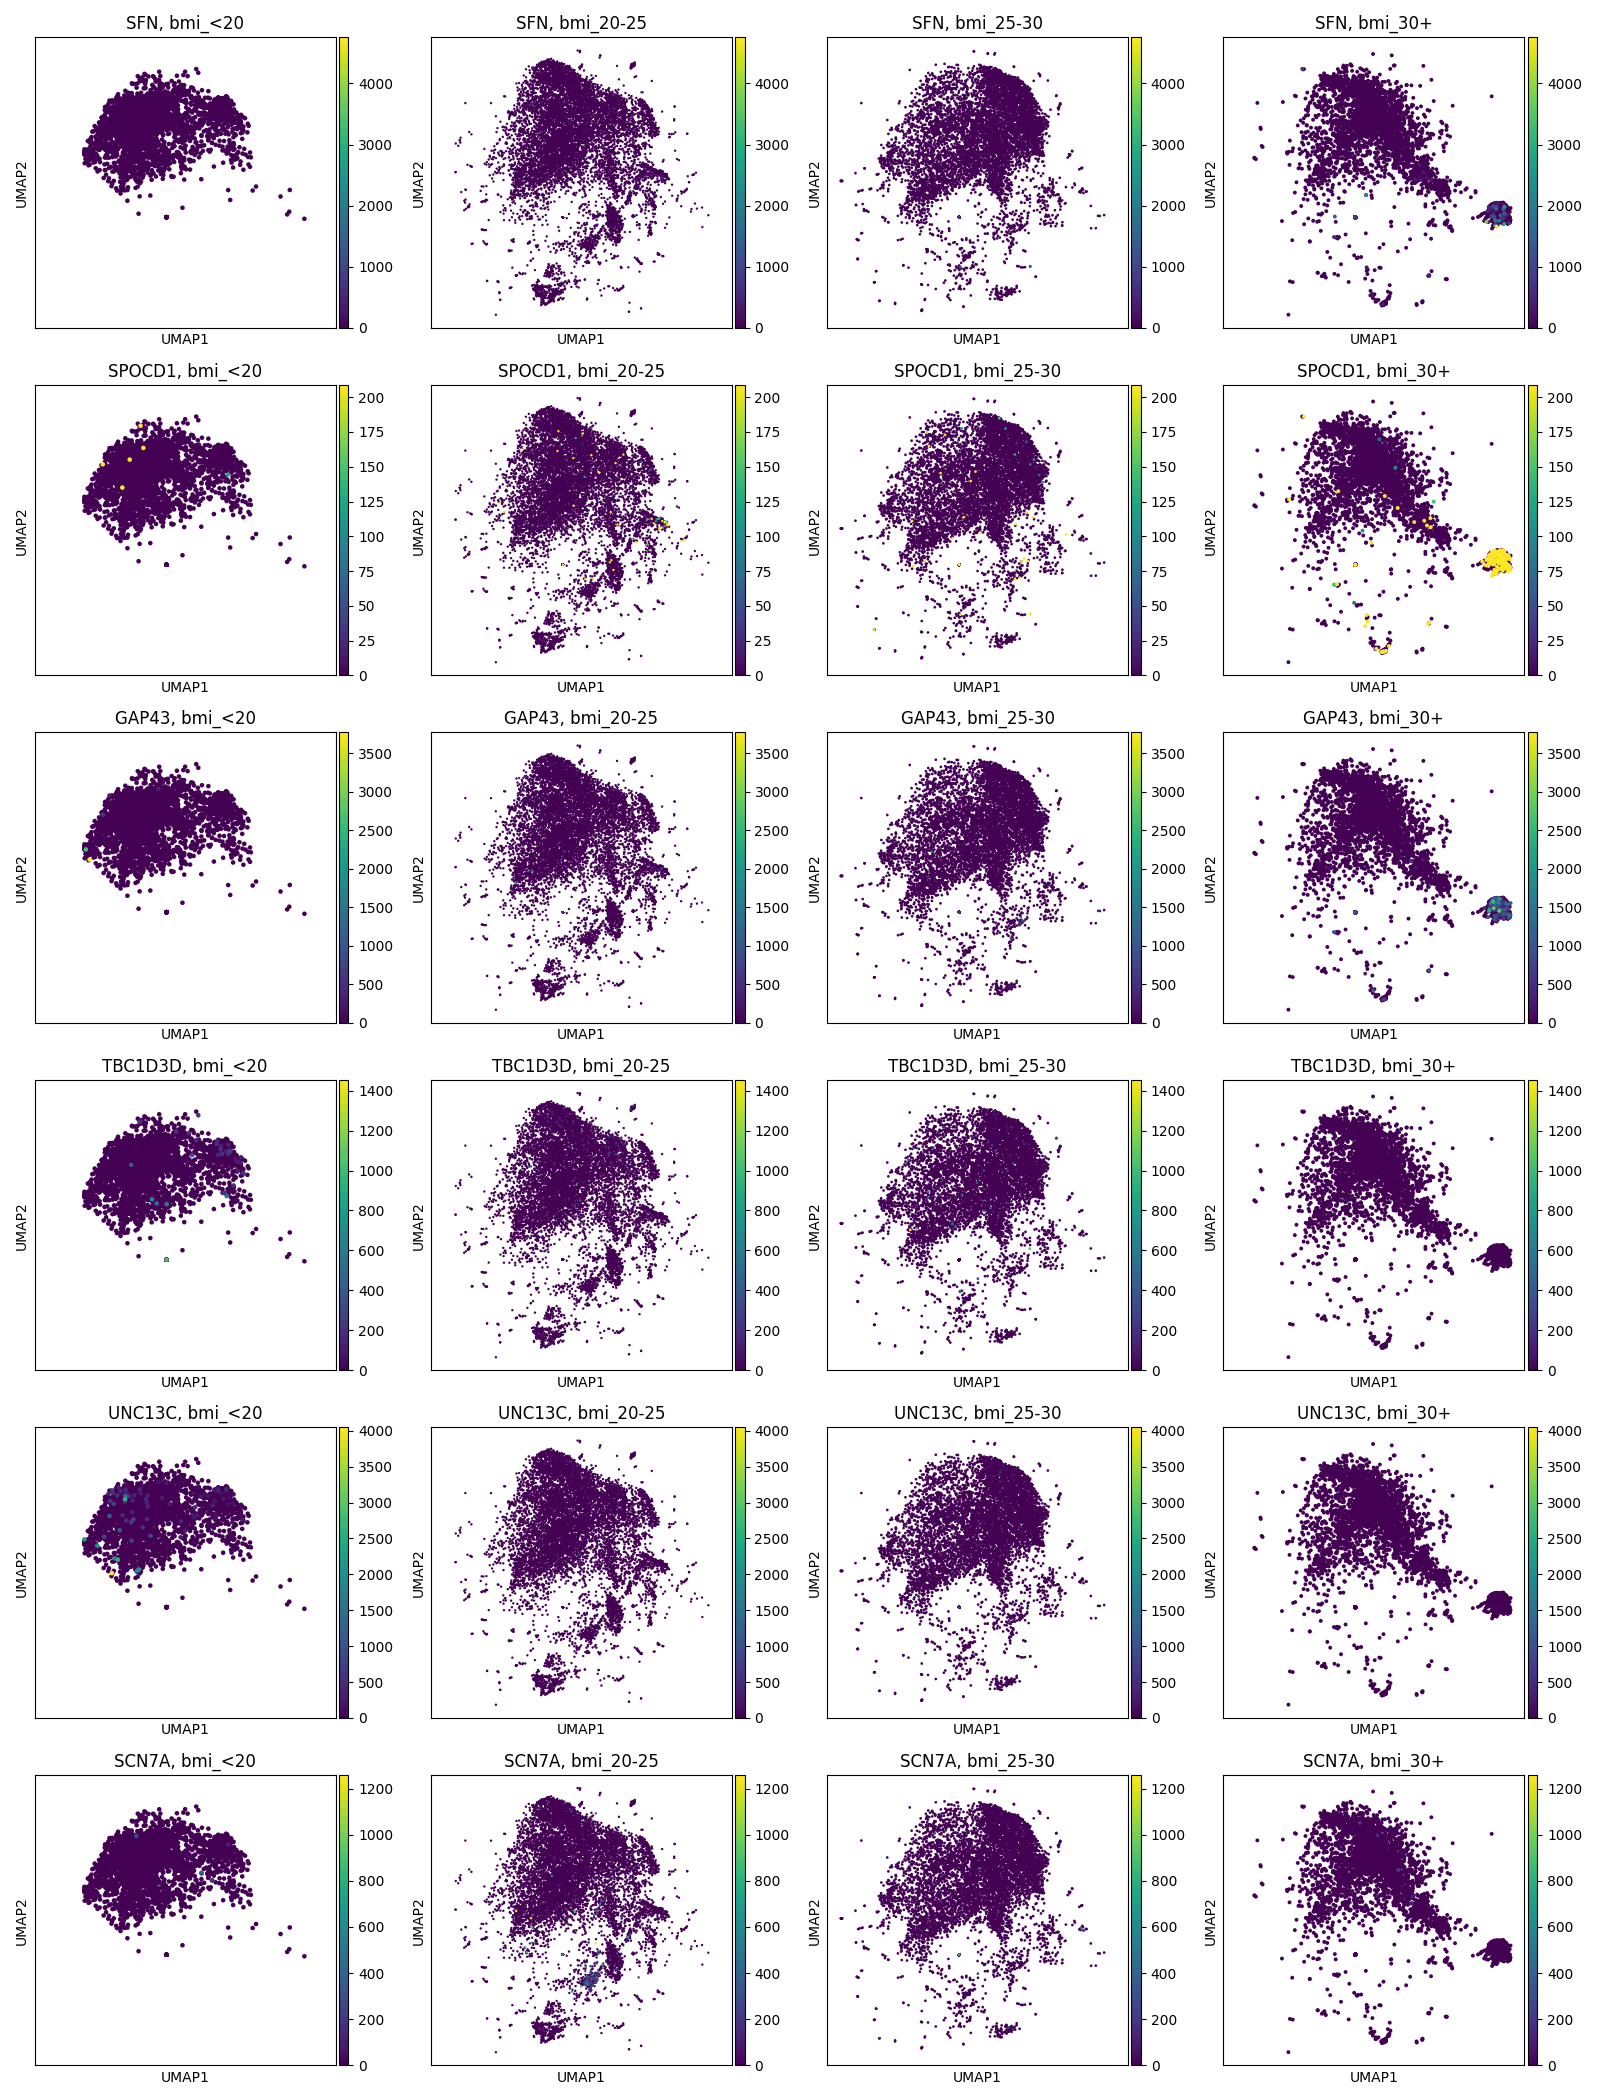 SFN, bmi_<20 SFN, bmi_20-25 SFN, bmi_25-30 SFN, bmi_30+
UMAP2 UMAP2 UMAP2 UMAP2
4000 4000 4000 4000
3000 3000 3000 3000
2000 2000 2000 2000
1000 1000 1000 1000
0 0 0 0
UMAP1 UMAP1 UMAP1 UMAP1
SPOCD1, bmi_<20 SPOCD1, bmi_20-25 SPOCD1, bmi_25-30 SPOCD1, bmi_30+
UMAP2 UMAP2 UMAP2 UMAP2
200 200 200 200
175 175 175 175
150 150 150 150
125 125 125 125
100 100 100 100
75 75 75 75
50 50 50 50
25 25 25 25
0 0 0 0
UMAP1 UMAP1 UMAP1 UMAP1
GAP43, bmi_<20 GAP43, bmi_20-25 GAP43, bmi_25-30 GAP43, bmi_30+
UMAP2 UMAP2 UMAP2 UMAP2
3500 3500 3500 3500
3000 3000 3000 3000
2500 2500 2500 2500
2000 2000 2000 2000
1500 1500 1500 1500
1000 1000 1000 1000
500 500 500 500
0 0 0 0
UMAP1 UMAP1 UMAP1 UMAP1
TBC1D3D, bmi_<20 TBC1D3D, bmi_20-25 TBC1D3D, bmi_25-30 TBC1D3D, bmi_30+
UMAP2 UMAP2 UMAP2 UMAP2
1400 1400 1400 1400
1200 1200 1200 1200
1000 1000 1000 1000
800 800 800 800
600 600 600 600
400 400 400 400
200 200 200 200
0 0 0 0
UMAP1 UMAP1 UMAP1 UMAP1
UNC13C, bmi_<20 UNC13C, bmi_20-25 UNC13C, bmi_25-30 UNC13C, bmi_30+
UMAP2 UMAP2 UMAP2 UMAP2
4000 4000 4000 4000
3500 3500 3500 3500
3000 3000 3000 3000
2500 2500 2500 2500
2000 2000 2000 2000
1500 1500 1500 1500
1000 1000 1000 1000
500 500 500 500
0 0 0 0
UMAP1 UMAP1 UMAP1 UMAP1
SCN7A, bmi_<20 SCN7A, bmi_20-25 SCN7A, bmi_25-30 SCN7A, bmi_30+
UMAP2 UMAP2 UMAP2 UMAP2
1200 1200 1200 1200
1000 1000 1000 1000
800 800 800 800
600 600 600 600
400 400 400 400
200 200 200 200
0 0 0 0
UMAP1 UMAP1 UMAP1 UMAP1